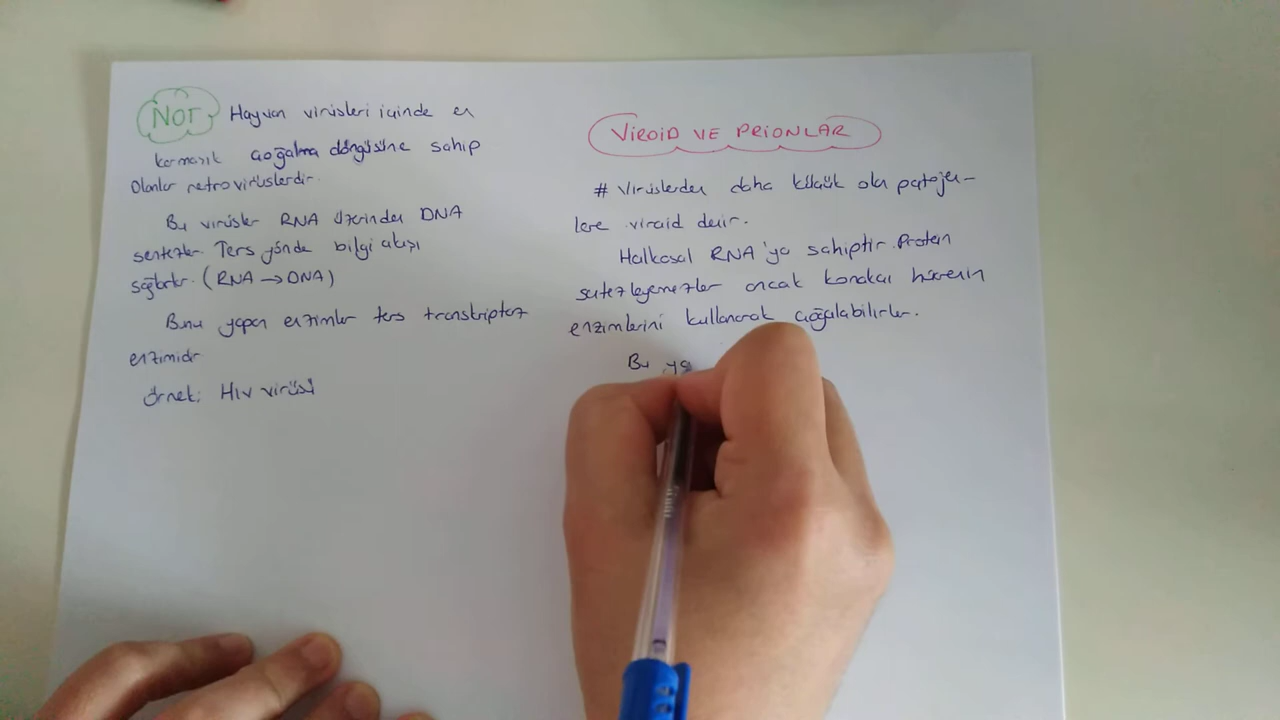 NOT Hayvan virüsleri içinde en
karmaşık çoğalma döngüsüne sahip
Olanlar retrovirüslerdir.
Bu virüsler RNA üzerinden DNA
sentezler. Ters yönde bilgi akışı
sağlarlar. (RNA → DNA)
Bunu yapan enzimler ters transkriptaz
enzimidir
Örnek; HIV virüsü
VİROİD VE PRİONLAR
# Virüslerden daha küçük olan patojen-
lere viroid denir.
Halkasal RNA'ya sahiptir. Protein
sentezleyemezler ancak konakçı hücrenin
enzimlerini kullanarak çoğalabilirler.
Bu ya